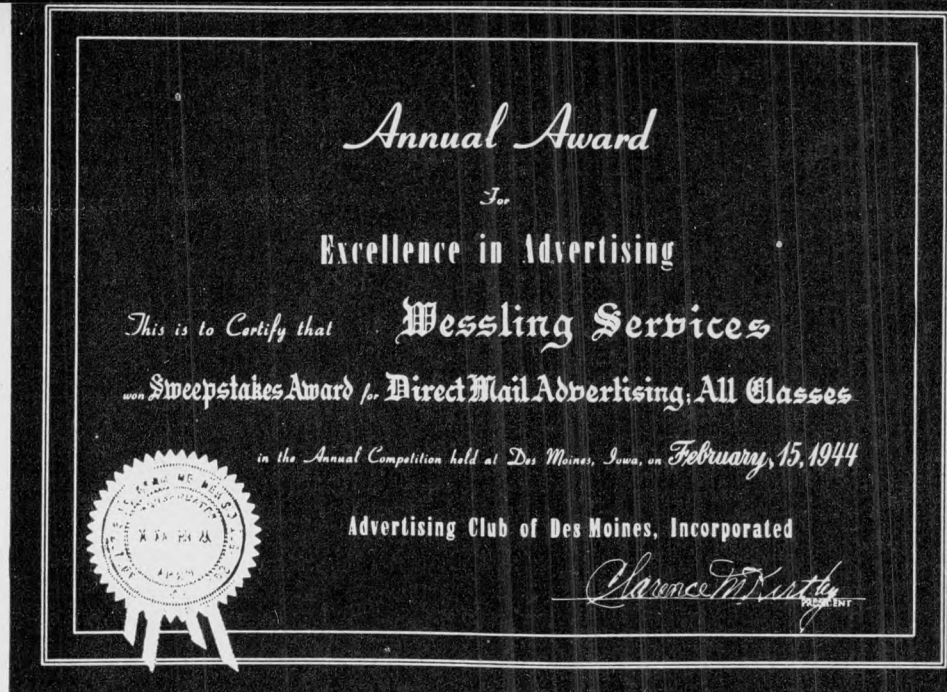 Annual Award
For
Excellence in Advertising
This is to Certify that Wessling Services
won Sweepstakes Award for Direct Mail Advertising; All Classes
in the Annual Competition held at Des Moines, Iowa, on February, 15, 1944
Advertising Club of Des Moines, Incorporated
Clarence M Kirtley
PRESIDENT